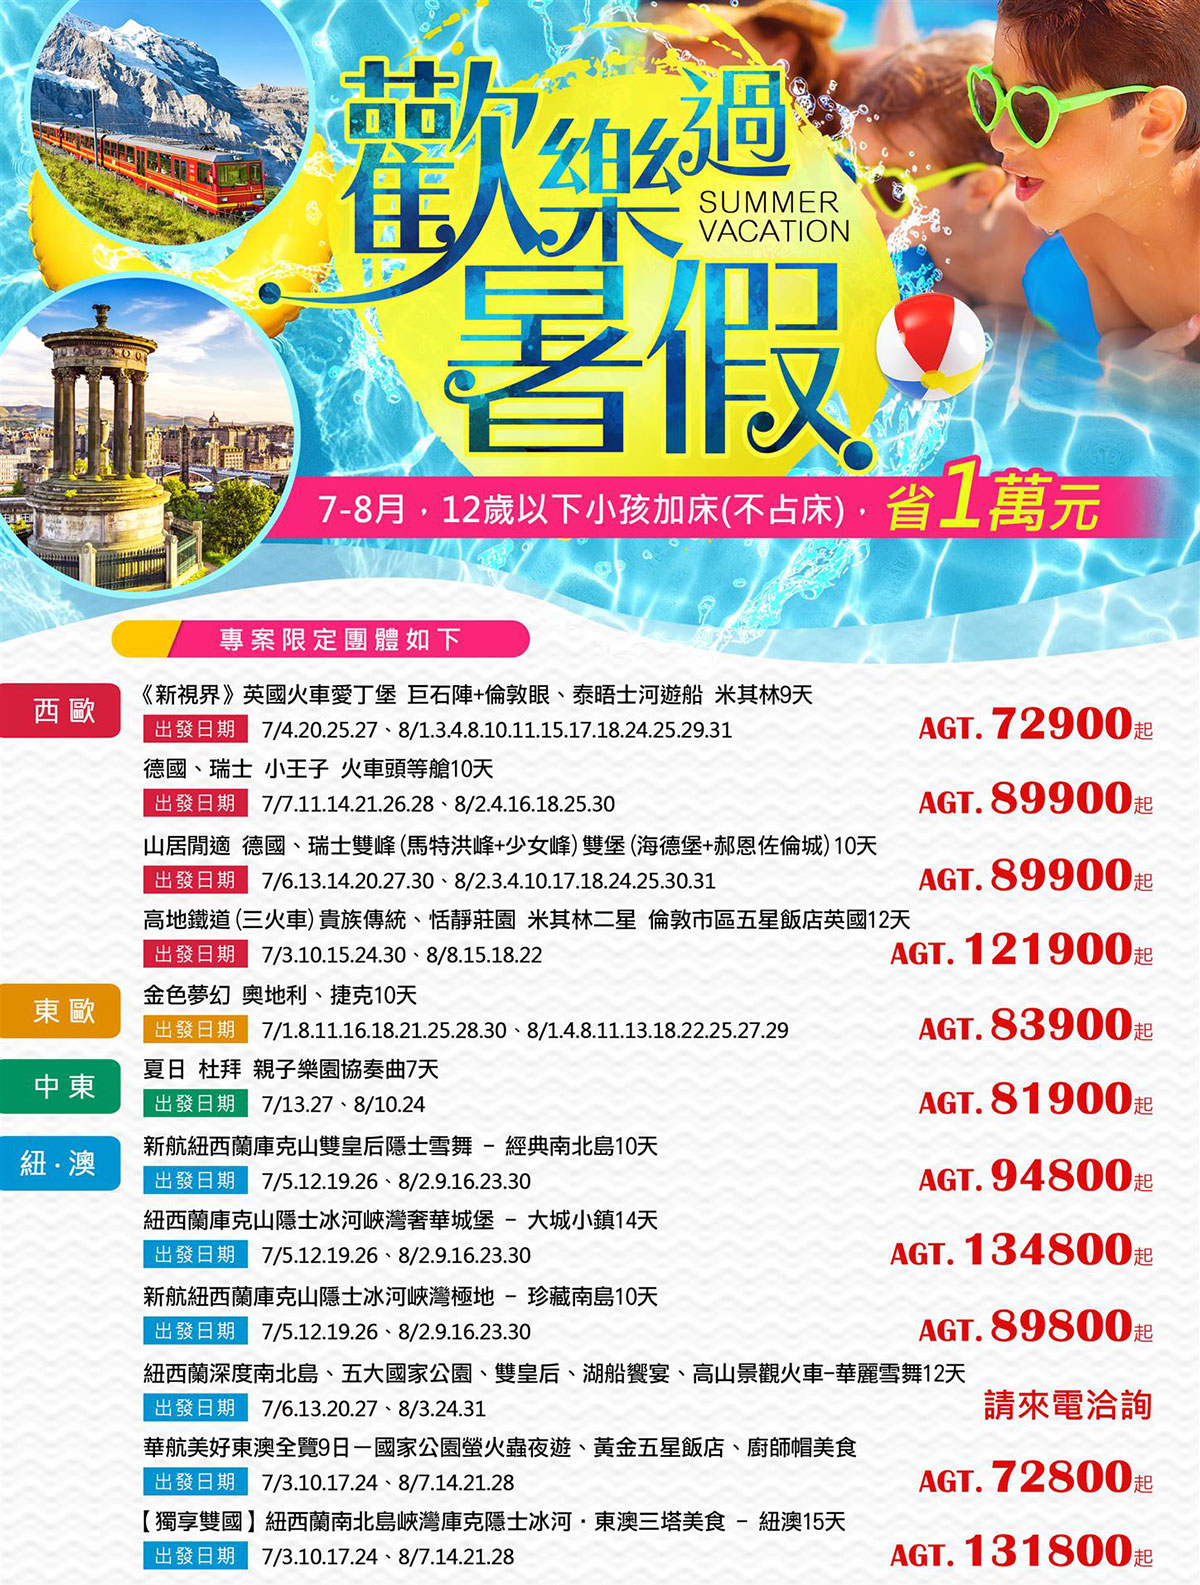 歡樂過
SUMMER
VACATION
暑假
7-8月，12歲以下小孩加床(不占床)，省1萬元
專案限定團體如下
西歐
《新視界》英國火車愛丁堡 巨石陣+倫敦眼、泰晤士河遊船 米其林9天
出發日期 7/4.20.25.27、8/1.3.4.8.10.11.15.17.18.24.25.29.31
AGT. 72900起
德國、瑞士 小王子 火車頭等艙10天
出發日期 7/7.11.14.21.26.28、8/2.4.16.18.25.30
AGT. 89900起
山居閒適 德國、瑞士雙峰(馬特洪峰+少女峰)雙堡(海德堡+郝恩佐倫城)10天
出發日期 7/6.13.14.20.27.30、8/2.3.4.10.17.18.24.25.30.31
AGT. 89900起
高地鐵道(三火車)貴族傳統、恬靜莊園 米其林二星 倫敦市區五星飯店英國12天
出發日期 7/3.10.15.24.30、8/8.15.18.22
AGT. 121900起
東歐
金色夢幻 奧地利、捷克10天
出發日期 7/1.8.11.16.18.21.25.28.30、8/1.4.8.11.13.18.22.25.27.29
AGT. 83900起
中東
夏日 杜拜 親子樂園協奏曲7天
出發日期 7/13.27、8/10.24
AGT. 81900起
紐·澳
新航紐西蘭庫克山雙皇后隱士雪舞 - 經典南北島10天
出發日期 7/5.12.19.26、8/2.9.16.23.30
AGT. 94800起
紐西蘭庫克山隱士冰河峽灣奢華城堡 - 大城小鎮14天
出發日期 7/5.12.19.26、8/2.9.16.23.30
AGT. 134800起
新航紐西蘭庫克山隱士冰河峽灣極地 - 珍藏南島10天
出發日期 7/5.12.19.26、8/2.9.16.23.30
AGT. 89800起
紐西蘭深度南北島、五大國家公園、雙皇后、湖船饗宴、高山景觀火車-華麗雪舞12天
出發日期 7/6.13.20.27、8/3.24.31
請來電洽詢
華航美好東澳全覽9日－國家公園螢火蟲夜遊、黃金五星飯店、廚師帽美食
出發日期 7/3.10.17.24、8/7.14.21.28
AGT. 72800起
【獨享雙國】紐西蘭南北島峽灣庫克隱士冰河·東澳三塔美食 - 紐澳15天
出發日期 7/3.10.17.24、8/7.14.21.28
AGT. 131800起